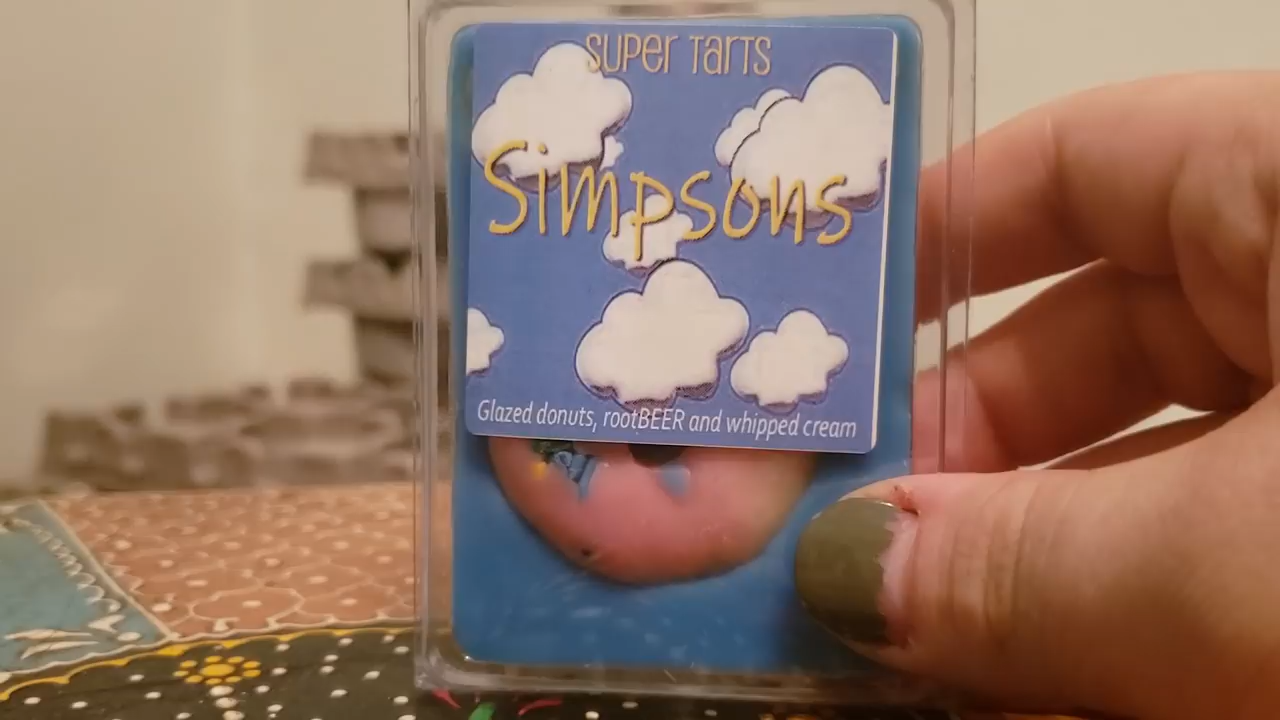 SUPer TarTS
Simpsons
Glazed donuts, rootBEER and whipped cream